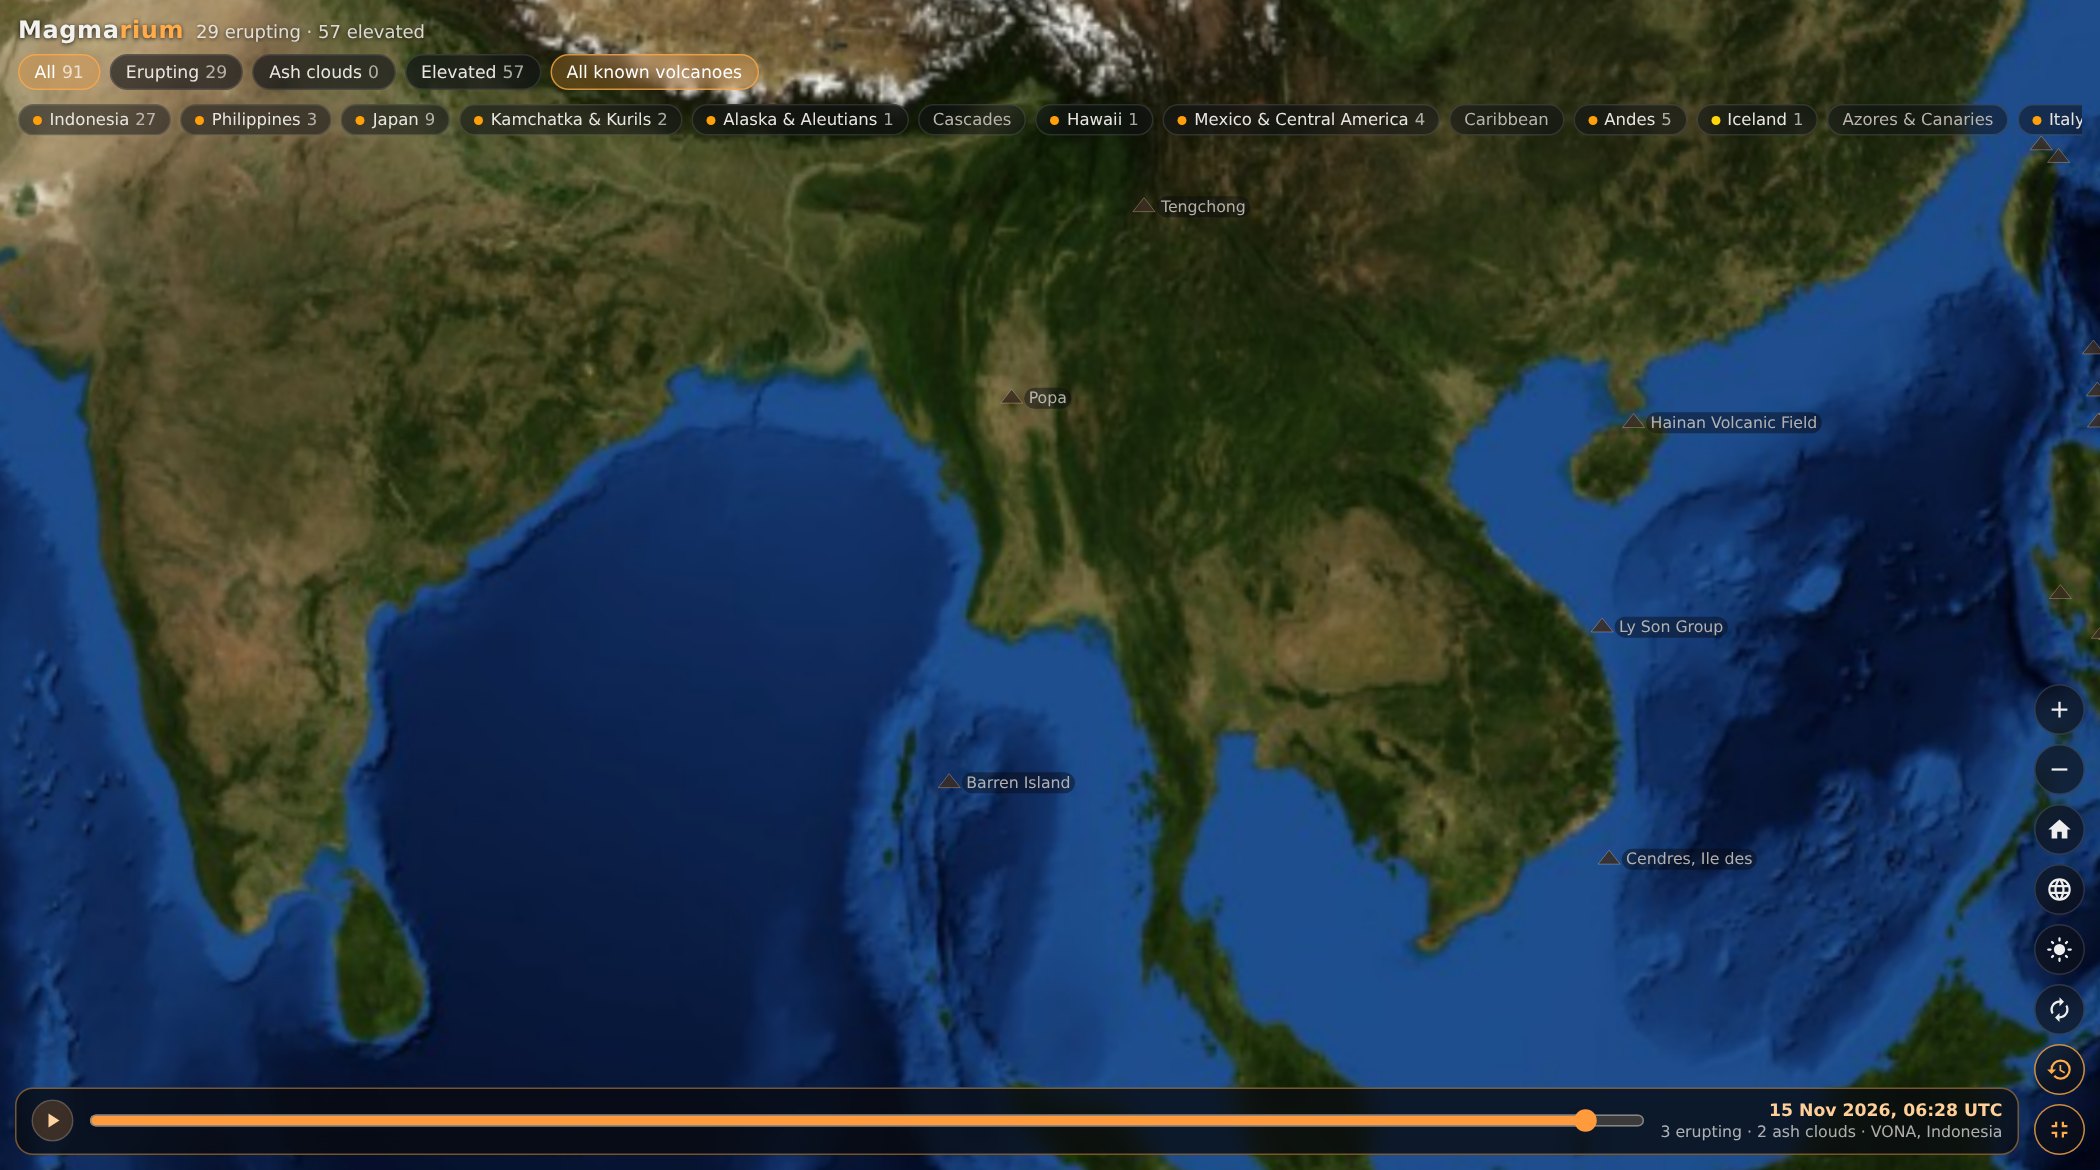 Magmarium 29 erupting · 57 elevated
All 91 Erupting 29 Ash clouds 0 Elevated 57 All known volcanoes
Indonesia 27 Philippines 3 Japan 9 Kamchatka & Kurils 2 Alaska & Aleutians 1 Cascades Hawaii 1 Mexico & Central America 4 Caribbean Andes 5 Iceland 1 Azores & Canaries Italy
Tengchong
Popa
Hainan Volcanic Field
Ly Son Group
Barren Island
Cendres, Ile des
15 Nov 2026, 06:28 UTC
3 erupting · 2 ash clouds · VONA, Indonesia